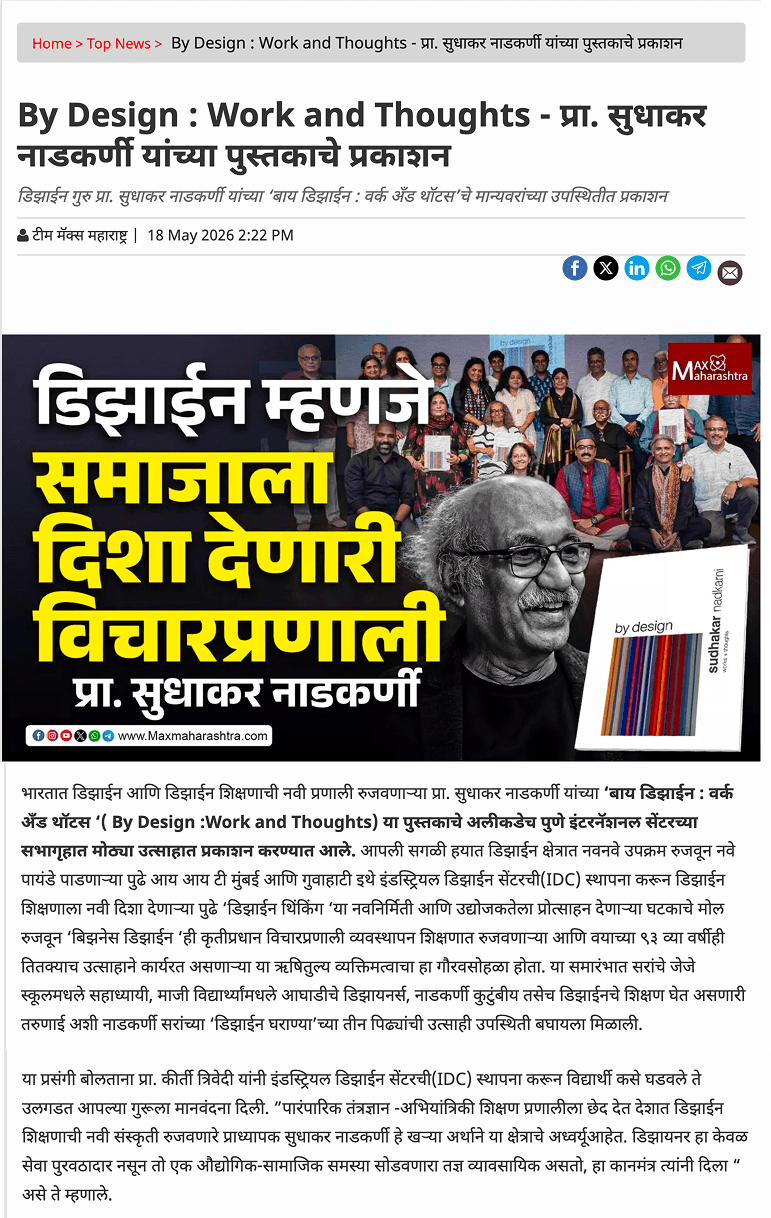 Home > Top News > By Design : Work and Thoughts - प्रा. सुधाकर नाडकर्णी यांच्या पुस्तकाचे प्रकाशन
By Design : Work and Thoughts - प्रा. सुधाकर
नाडकर्णी यांच्या पुस्तकाचे प्रकाशन
डिझाईन गुरु प्रा. सुधाकर नाडकर्णी यांच्या ‘बाय डिझाईन : वर्क अँड थॉटस’चे मान्यवरांच्या उपस्थितीत प्रकाशन
टीम मॅक्स महाराष्ट्र | 18 May 2026 2:22 PM
by design
MAX
Maharashtra
डिझाईन म्हणजे
समाजाला
दिशा देणारी
विचारप्रणाली
प्रा. सुधाकर नाडकर्णी
www.Maxmaharashtra.com
by design
sudhakar nadkarni
works + thoughts
भारतात डिझाईन आणि डिझाईन शिक्षणाची नवी प्रणाली रुजवणाऱ्या प्रा. सुधाकर नाडकर्णी यांच्या ‘बाय डिझाईन : वर्क
अँड थॉटस ‘( By Design :Work and Thoughts) या पुस्तकाचे अलीकडेच पुणे इंटरनॅशनल सेंटरच्या
सभागृहात मोठ्या उत्साहात प्रकाशन करण्यात आले. आपली सगळी हयात डिझाईन क्षेत्रात नवनवे उपक्रम रुजवून नवे
पायंडे पाडणाऱ्या पुढे आय आय टी मुंबई आणि गुवाहाटी इथे इंडस्ट्रियल डिझाईन सेंटरची(IDC) स्थापना करून डिझाईन
शिक्षणाला नवी दिशा देणाऱ्या पुढे ‘डिझाईन थिंकिंग ‘या नवनिर्मिती आणि उद्योजकतेला प्रोत्साहन देणाऱ्या घटकाचे मोल
रुजवून ‘बिझनेस डिझाईन ‘ही कृतीप्रधान विचारप्रणाली व्यवस्थापन शिक्षणात रुजवणाऱ्या आणि वयाच्या ९३ व्या वर्षीही
तितक्याच उत्साहाने कार्यरत असणाऱ्या या ऋषितुल्य व्यक्तिमत्वाचा हा गौरवसोहळा होता. या समारंभात सरांचे जेजे
स्कूलमधले सहाध्यायी, माजी विद्यार्थ्यांमधले आघाडीचे डिझायनर्स, नाडकर्णी कुटुंबीय तसेच डिझाईनचे शिक्षण घेत असणारी
तरुणाई अशी नाडकर्णी सरांच्या ‘डिझाईन घराण्या’च्या तीन पिढ्यांची उत्साही उपस्थिती बघायला मिळाली.
या प्रसंगी बोलताना प्रा. कीर्ती त्रिवेदी यांनी इंडस्ट्रियल डिझाईन सेंटरची(IDC) स्थापना करून विद्यार्थी कसे घडवले ते
उलगडत आपल्या गुरूला मानवंदना दिली. ”पारंपारिक तंत्रज्ञान -अभियांत्रिकी शिक्षण प्रणालीला छेद देत देशात डिझाईन
शिक्षणाची नवी संस्कृती रुजवणारे प्राध्यापक सुधाकर नाडकर्णी हे खऱ्या अर्थाने या क्षेत्राचे अध्वर्यूआहेत. डिझायनर हा केवळ
सेवा पुरवठादार नसून तो एक औद्योगिक-सामाजिक समस्या सोडवणारा तज्ञ व्यावसायिक असतो, हा कानमंत्र त्यांनी दिला “
असे ते म्हणाले.